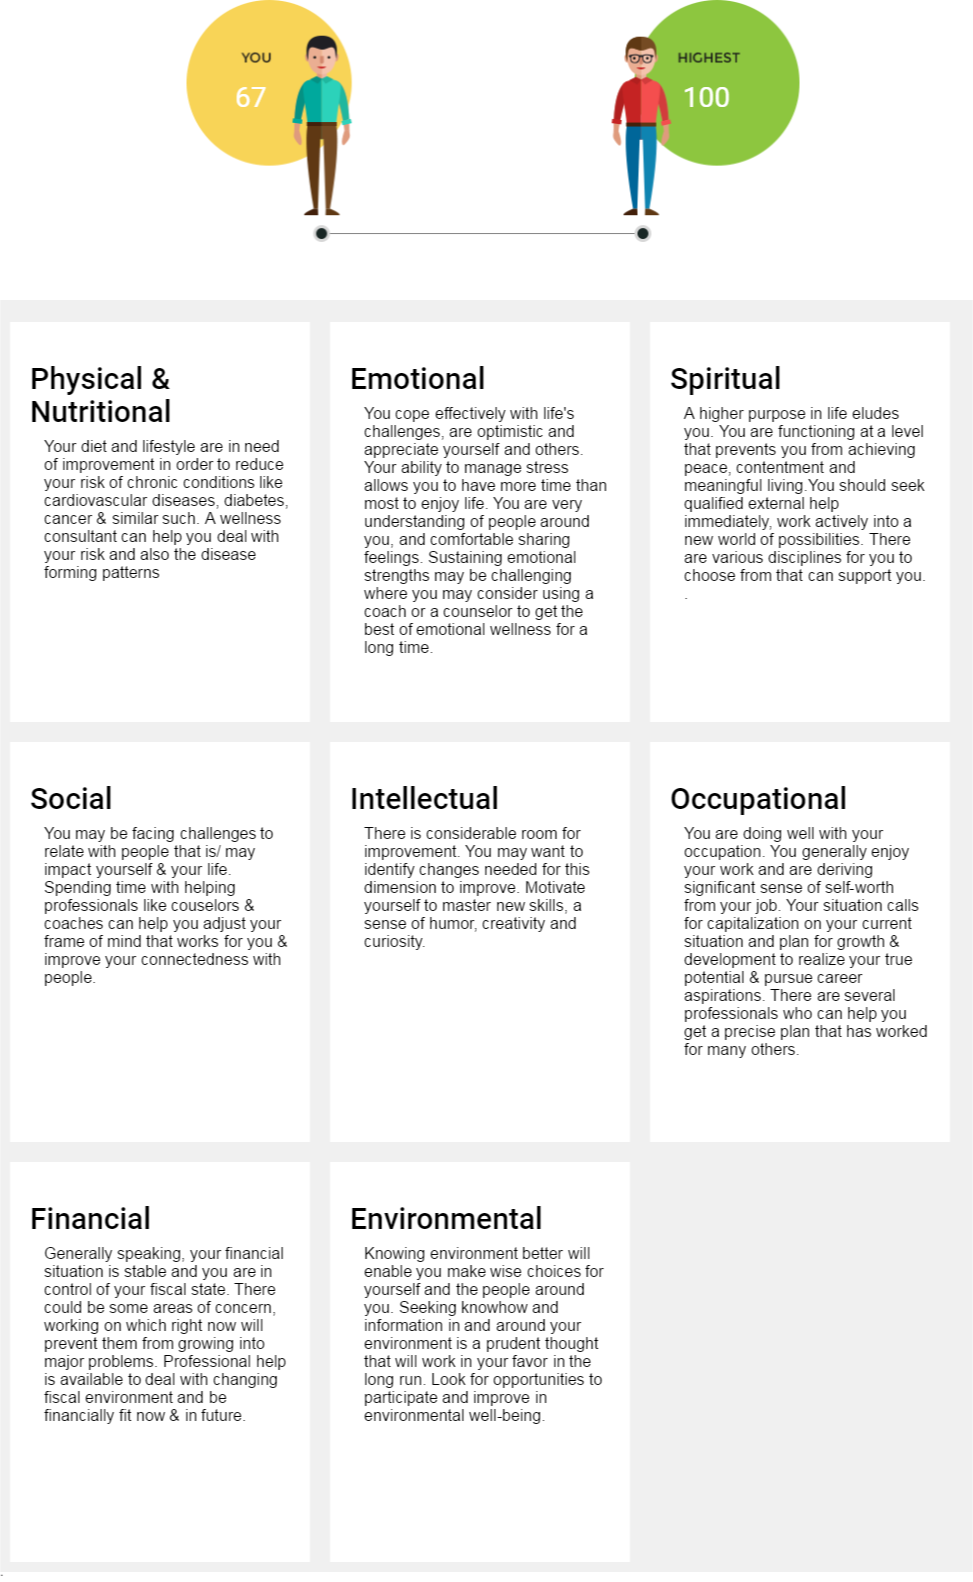 YOU
67
HIGHEST
100
Physical &
Nutritional
Your diet and lifestyle are in need
of improvement in order to reduce
your risk of chronic conditions like
cardiovascular diseases, diabetes,
cancer & similar such. A wellness
consultant can help you deal with
your risk and also the disease
forming patterns
Emotional
You cope effectively with life's
challenges, are optimistic and
appreciate yourself and others.
Your ability to manage stress
allows you to have more time than
most to enjoy life. You are very
understanding of people around
you, and comfortable sharing
feelings. Sustaining emotional
strengths may be challenging
where you may consider using a
coach or a counselor to get the
best of emotional wellness for a
long time.
Spiritual
A higher purpose in life eludes
you. You are functioning at a level
that prevents you from achieving
peace, contentment and
meaningful living.You should seek
qualified external help
immediately, work actively into a
new world of possibilities. There
are various disciplines for you to
choose from that can support you.
.
Social
You may be facing challenges to
relate with people that is/ may
impact yourself & your life.
Spending time with helping
professionals like couselors &
coaches can help you adjust your
frame of mind that works for you &
improve your connectedness with
people.
Intellectual
There is considerable room for
improvement. You may want to
identify changes needed for this
dimension to improve. Motivate
yourself to master new skills, a
sense of humor, creativity and
curiosity.
Occupational
You are doing well with your
occupation. You generally enjoy
your work and are deriving
significant sense of self-worth
from your job. Your situation calls
for capitalization on your current
situation and plan for growth &
development to realize your true
potential & pursue career
aspirations. There are several
professionals who can help you
get a precise plan that has worked
for many others.
Financial
Generally speaking, your financial
situation is stable and you are in
control of your fiscal state. There
could be some areas of concern,
working on which right now will
prevent them from growing into
major problems. Professional help
is available to deal with changing
fiscal environment and be
financially fit now & in future.
Environmental
Knowing environment better will
enable you make wise choices for
yourself and the people around
you. Seeking knowhow and
information in and around your
environment is a prudent thought
that will work in your favor in the
long run. Look for opportunities to
participate and improve in
environmental well-being.